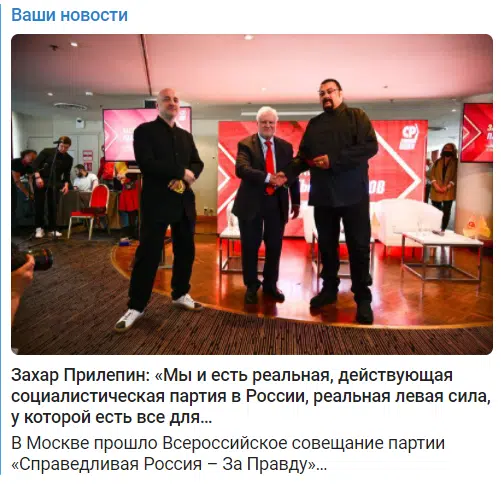 Ваши новости
СР
Захар Прилепин: «Мы и есть реальная, действующая
социалистическая партия в России, реальная левая сила,
у которой есть все для...
В Москве прошло Всероссийское совещание партии
«Справедливая Россия – За Правду»...